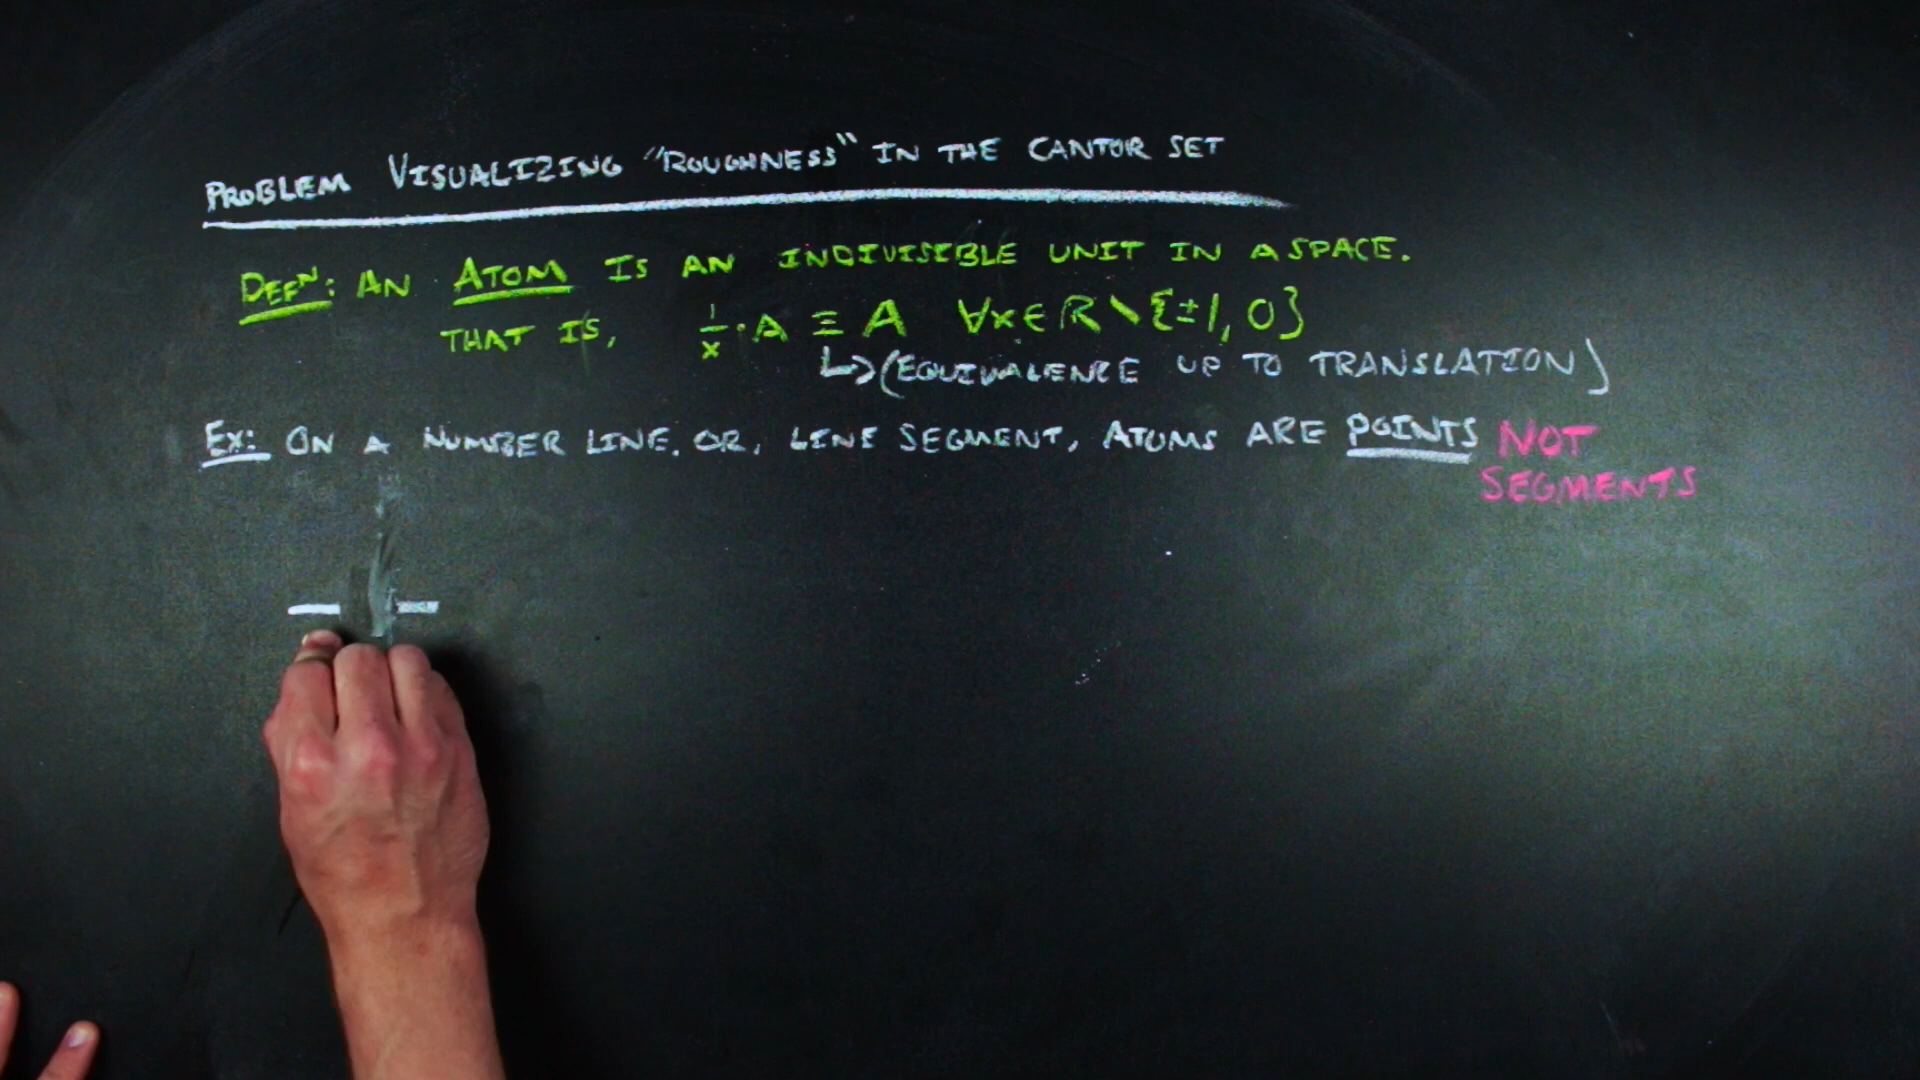 PROBLEM VISUALIZING "ROUGHNESS" IN THE CANTOR SET
DEFN: AN ATOM IS AN INDIVISIBLE UNIT IN A SPACE.
THAT IS, 1/x · A ≡ A ∀x∈ℝ\{±1, 0}
↳(EQUIVALENCE UP TO TRANSLATION)
EX: ON A NUMBER LINE. OR, LINE SEGMENT, ATOMS ARE POINTS NOT
SEGMENTS